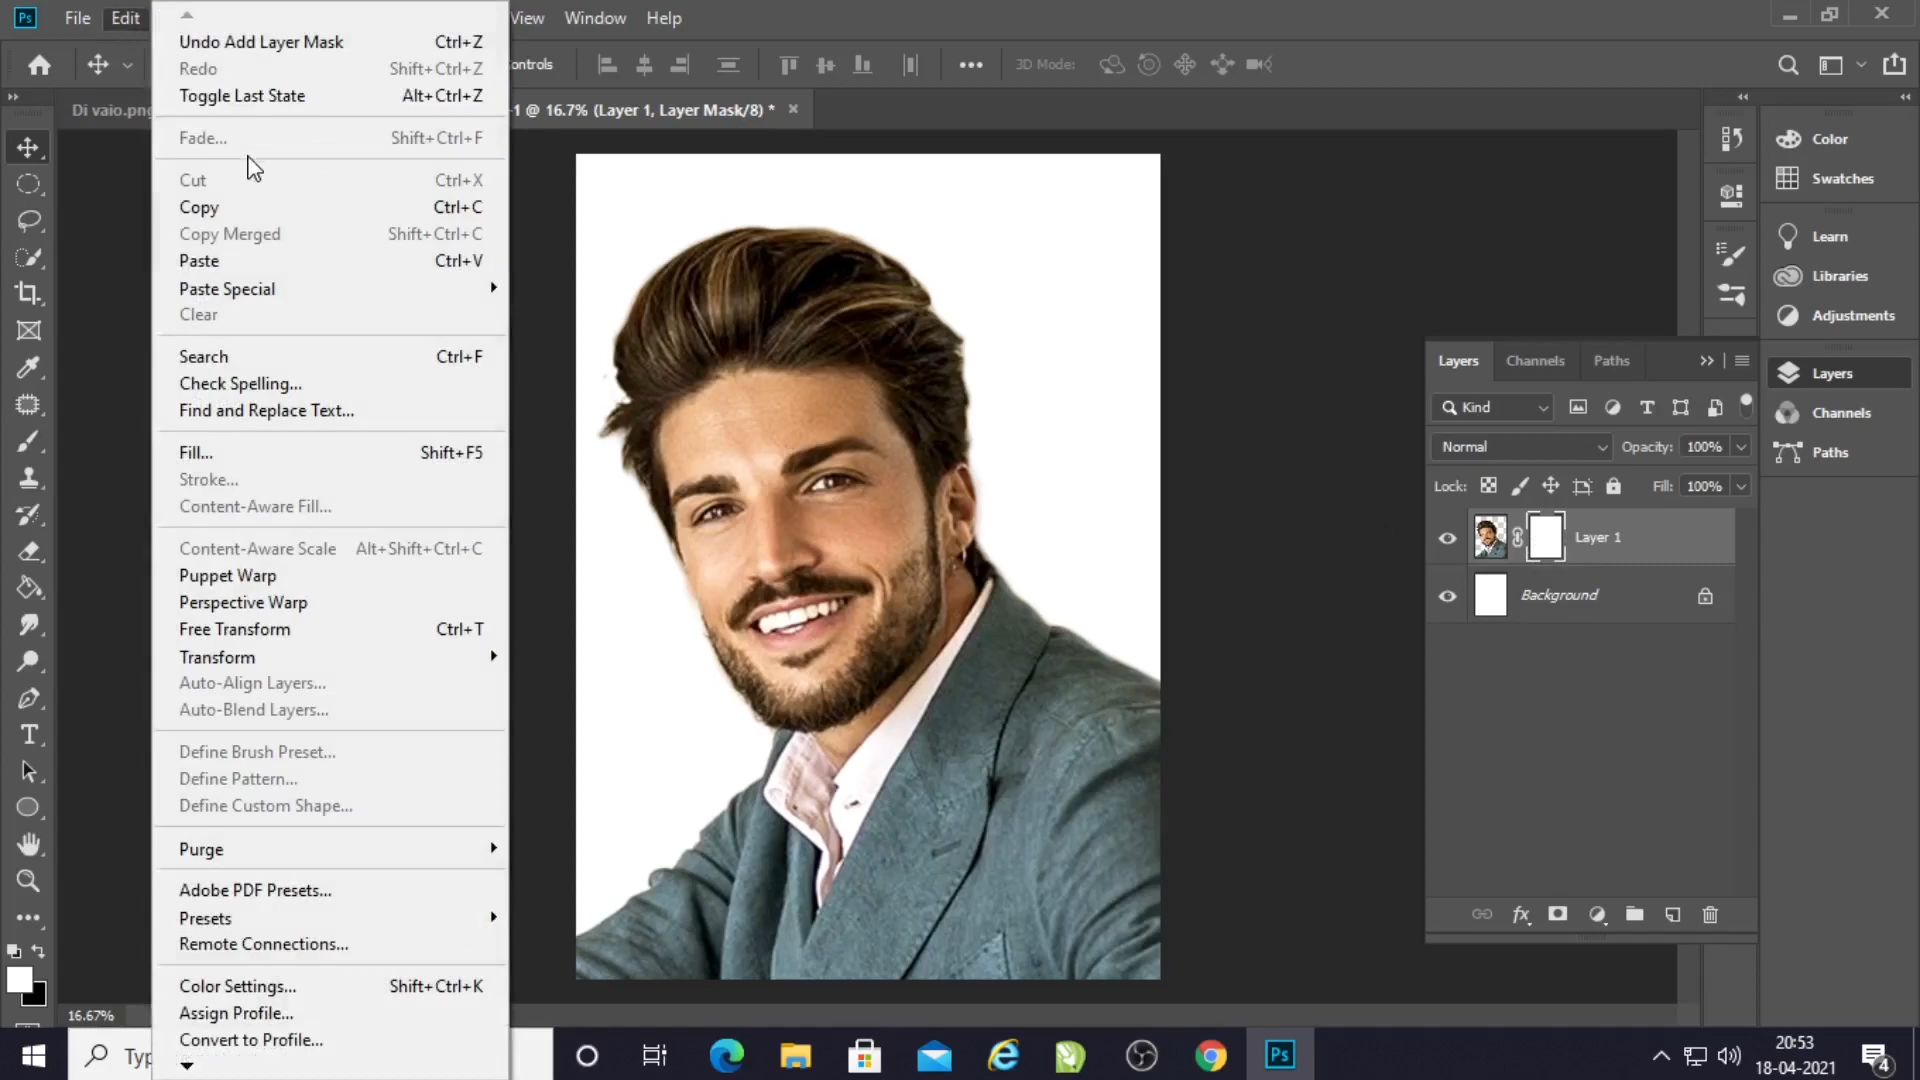 Ps File Edit View Window Help
ontrols 3D Mode:
Di vaio.png -1 @ 16.7% (Layer 1, Layer Mask/8) *
Undo Add Layer Mask Ctrl+Z
Redo Shift+Ctrl+Z
Toggle Last State Alt+Ctrl+Z
Fade... Shift+Ctrl+F
Cut Ctrl+X
Copy Ctrl+C
Copy Merged Shift+Ctrl+C
Paste Ctrl+V
Paste Special
Clear
Search Ctrl+F
Check Spelling...
Find and Replace Text...
Fill... Shift+F5
Stroke...
Content-Aware Fill...
Content-Aware Scale Alt+Shift+Ctrl+C
Puppet Warp
Perspective Warp
Free Transform Ctrl+T
Transform
Auto-Align Layers...
Auto-Blend Layers...
Define Brush Preset...
Define Pattern...
Define Custom Shape...
Purge
Adobe PDF Presets...
Presets
Remote Connections...
Color Settings... Shift+Ctrl+K
Assign Profile...
Convert to Profile...
Color
Swatches
Learn
Libraries
Adjustments
Layers
Channels
Paths
Layers Channels Paths
Kind
Normal Opacity: 100%
Lock: Fill: 100%
Layer 1
Background
fx
16.67%
Typ
Ps
20:53
18-04-2021
4